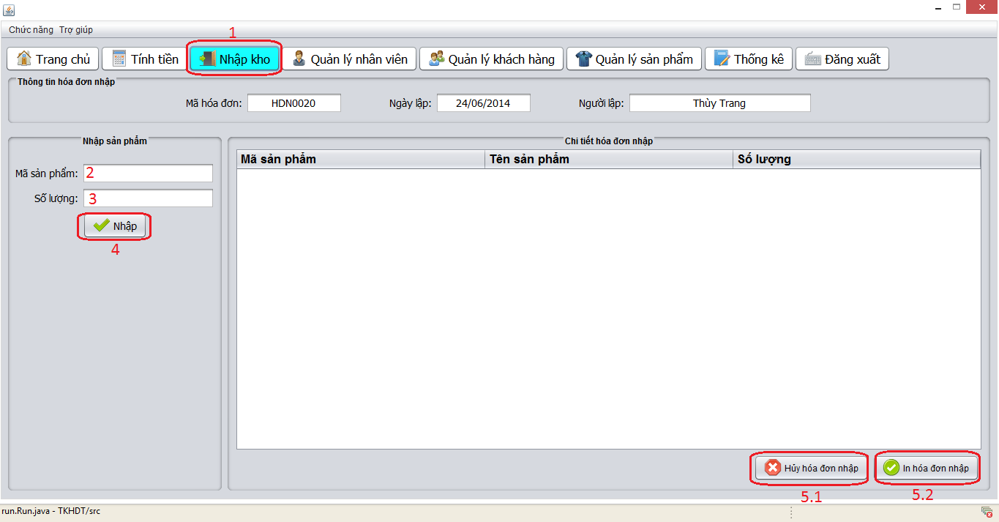 Chức năng Trợ giúp
1
Trang chủ Tính tiền Nhập kho Quản lý nhân viên Quản lý khách hàng Quản lý sản phẩm Thống kê Đăng xuất
Thông tin hóa đơn nhập
Mã hóa đơn: HDN0020 Ngày lập: 24/06/2014 Người lập: Thùy Trang
Nhập sản phẩm
Mã sản phẩm: 2
Số lượng: 3
Nhập
4
Chi tiết hóa đơn nhập
Mã sản phẩm Tên sản phẩm Số lượng
Hủy hóa đơn nhập In hóa đơn nhập
5.1 5.2
run.Run.java - TKHDT/src